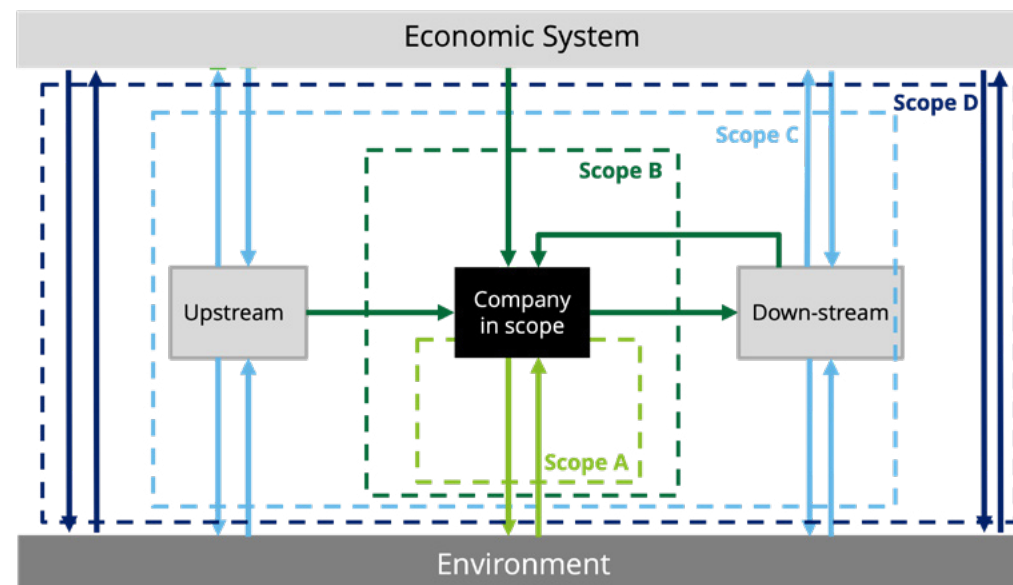 Economic System
Scope D
Scope C
Scope B
Upstream
Company
in scope
Down-stream
Scope A
Environment